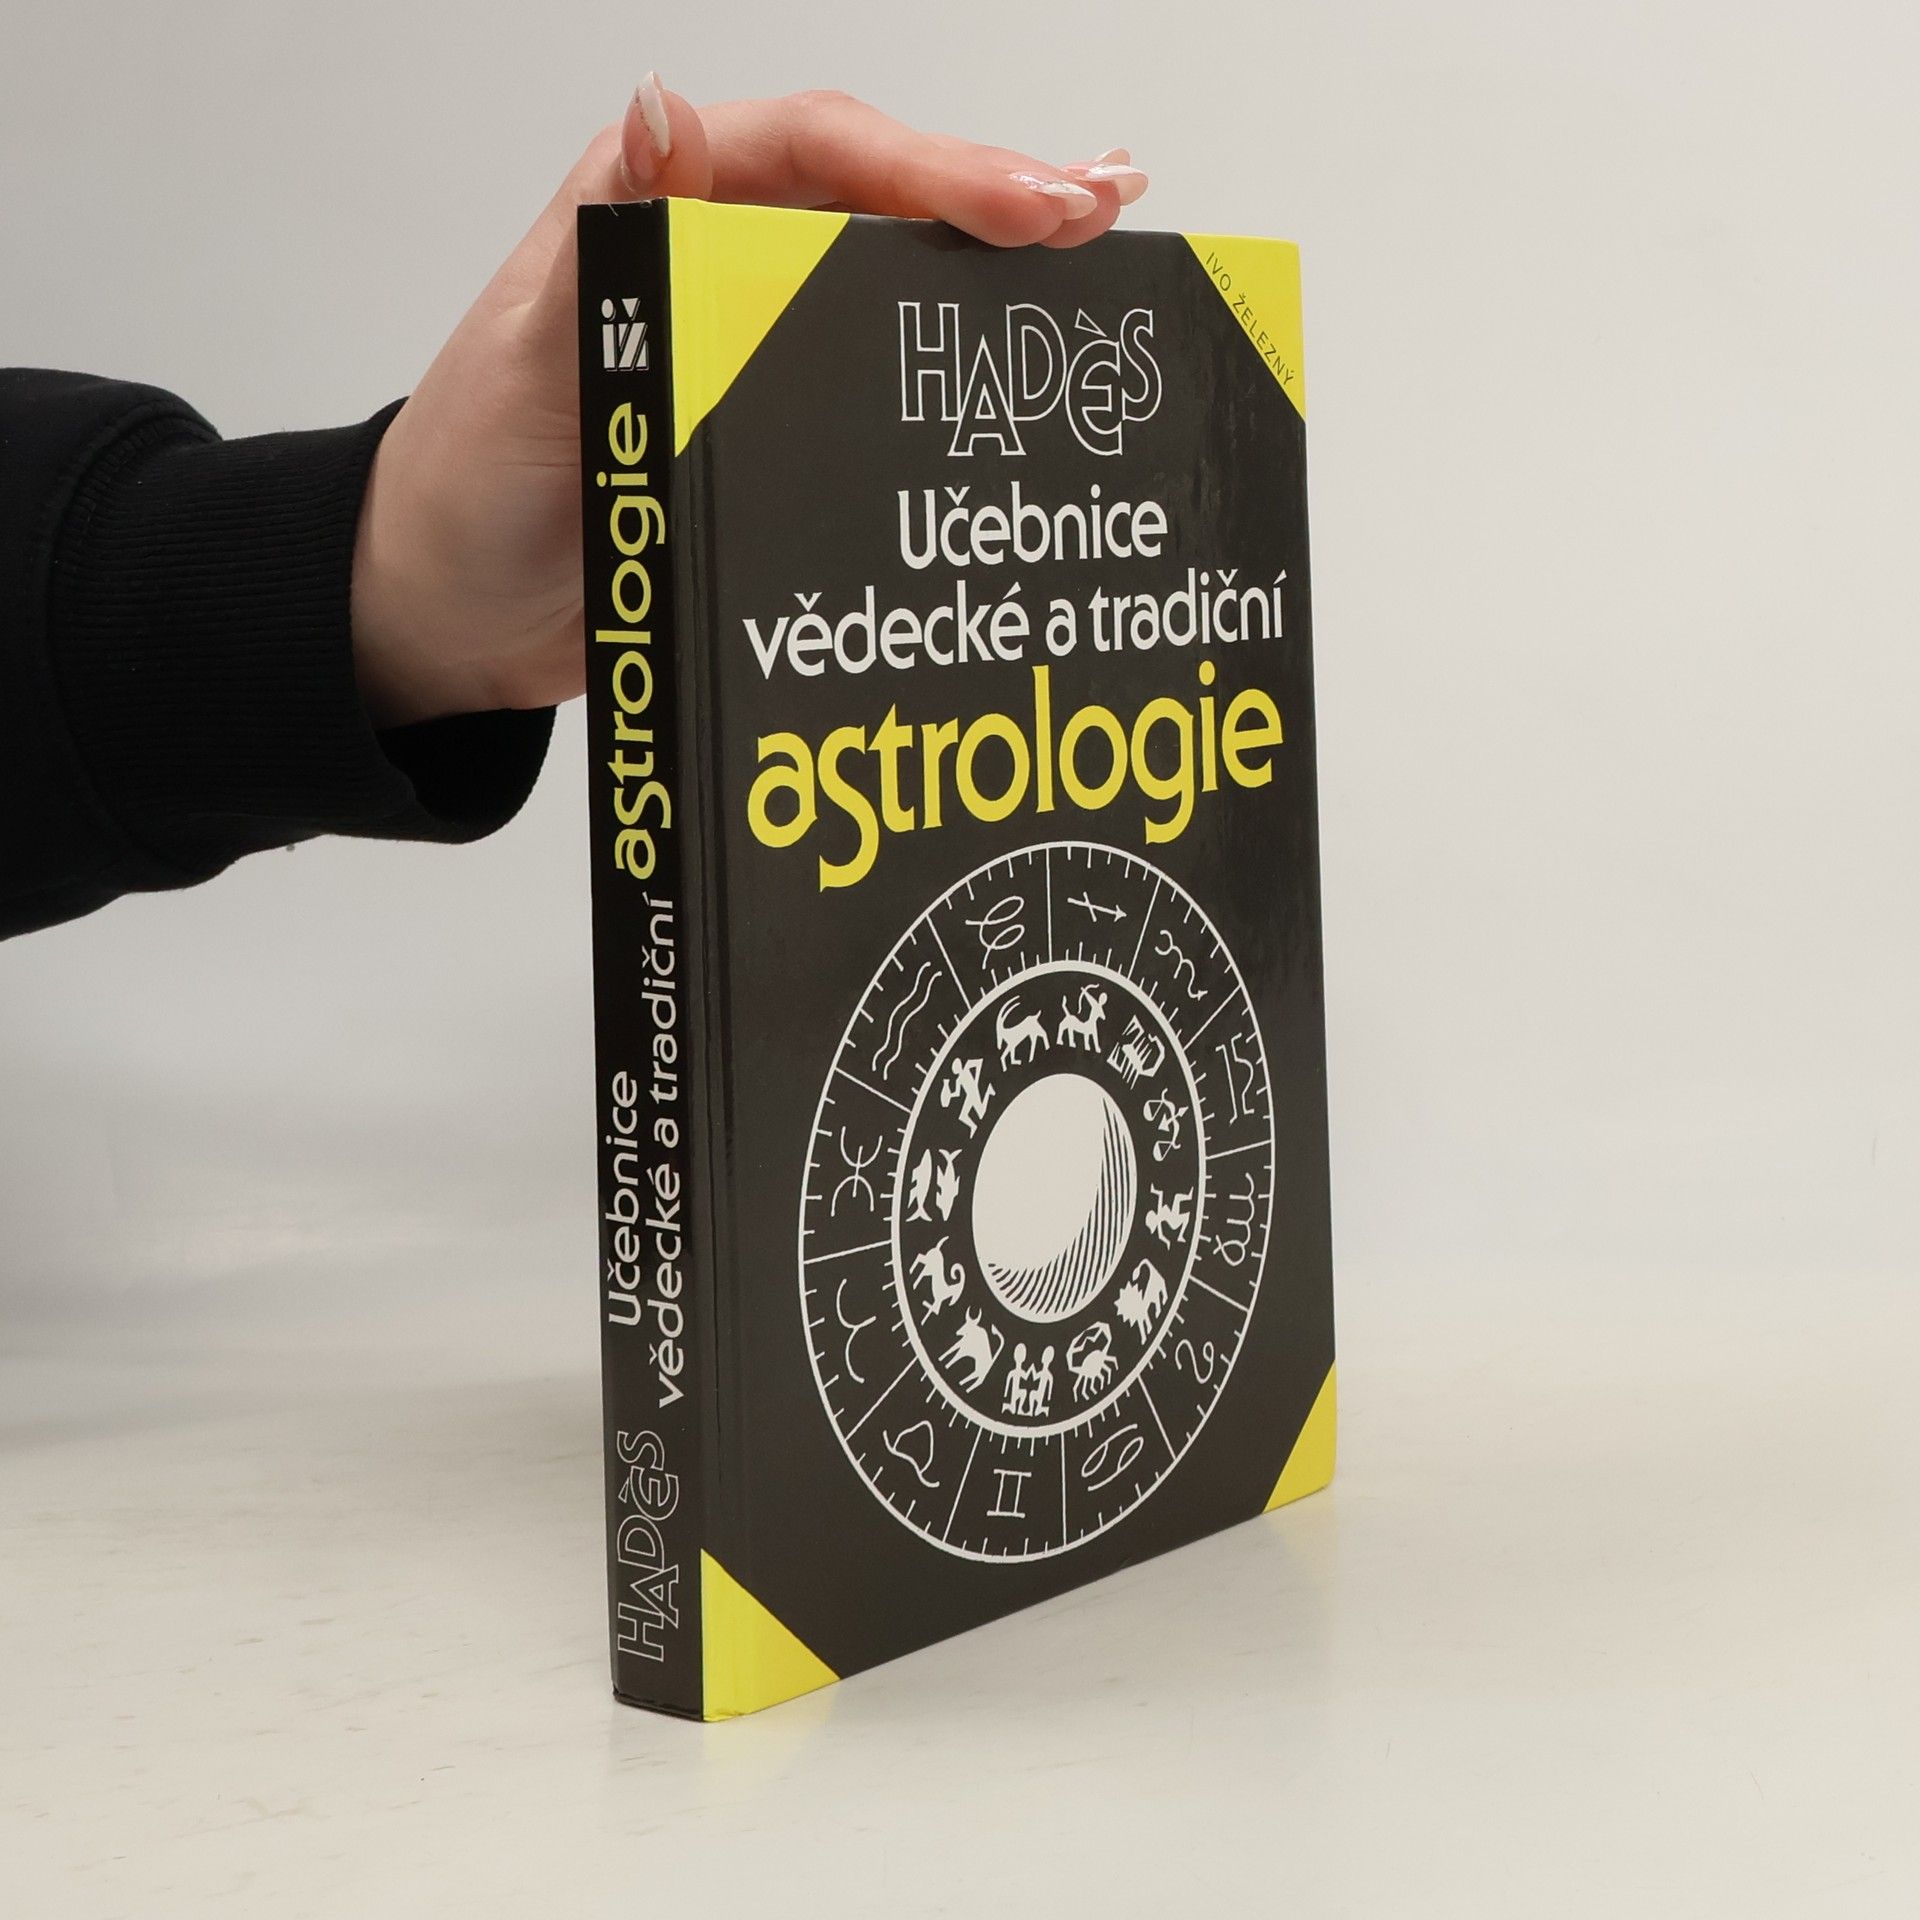 HADÈS
Učebnice
vědecké a tradiční
astrologie
IVO ŽELEZNÝ
HADÈS
Učebnice
vědecké a tradiční
astrologie
iž